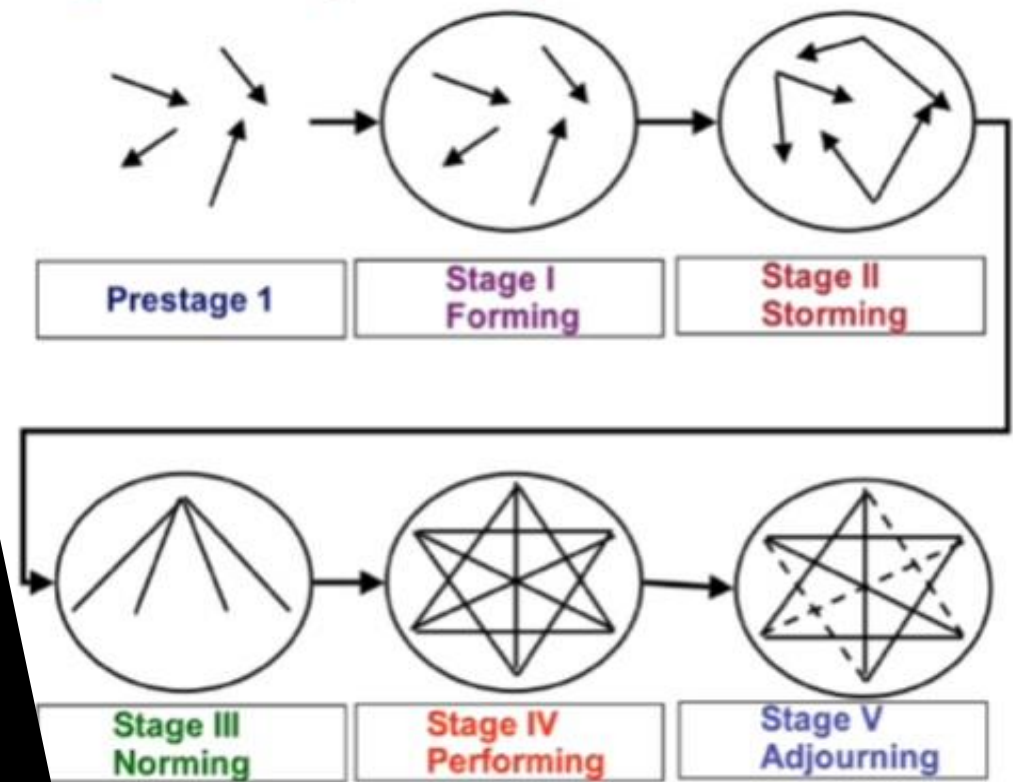 Prestage 1
Stage I
Forming
Stage II
Storming
Stage III
Norming
Stage IV
Performing
Stage V
Adjourning